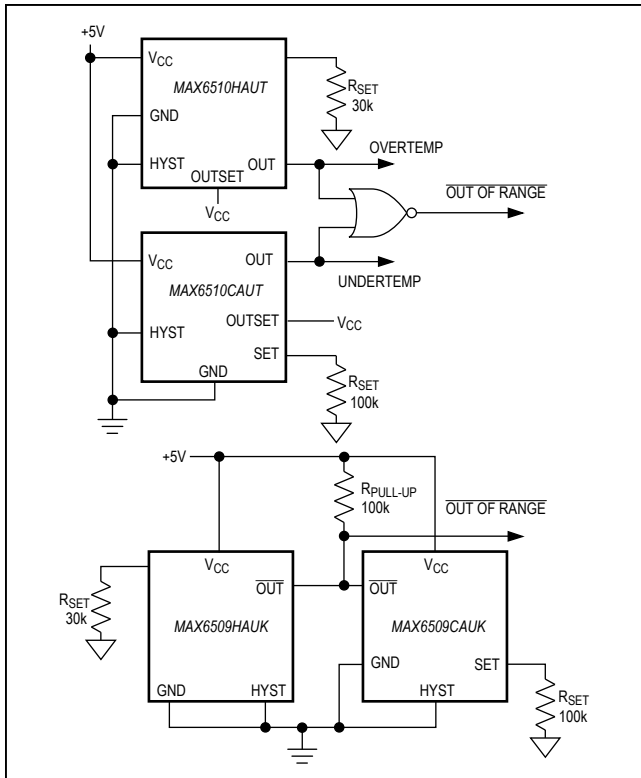 +5V
VCC
MAX6510HAUT
RSET
30k
GND
HYST
OUT
OVERTEMP
OUTSET
VCC
OUT OF RANGE
VCC
OUT
MAX6510CAUT
UNDERTEMP
OUTSET
VCC
HYST
SET
GND
RSET
100k
+5V
RPULL-UP
100k
OUT OF RANGE
VCC
VCC
RSET
30k
OUT
OUT
MAX6509HAUK
MAX6509CAUK
GND
SET
GND
HYST
HYST
RSET
100k